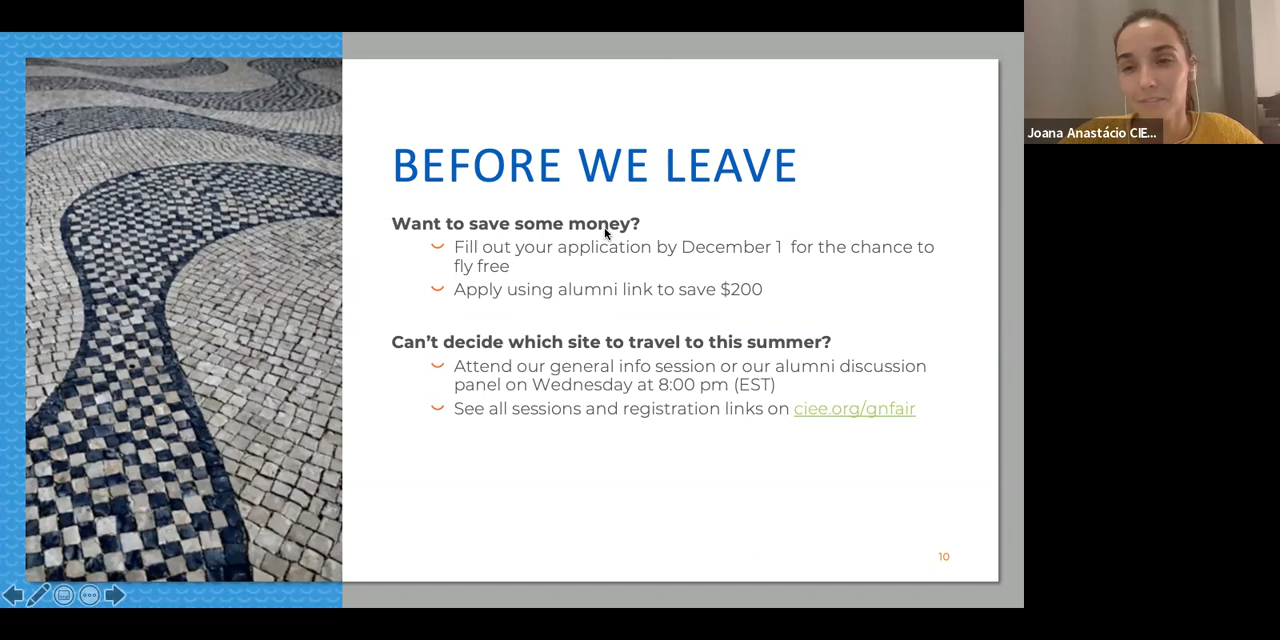 BEFORE WE LEAVE
Want to save some money?
Fill out your application by December 1 for the chance to
fly free
Apply using alumni link to save $200
Can’t decide which site to travel to this summer?
Attend our general info session or our alumni discussion
panel on Wednesday at 8:00 pm (EST)
See all sessions and registration links on ciee.org/gnfair
10
Joana Anastácio CIE...